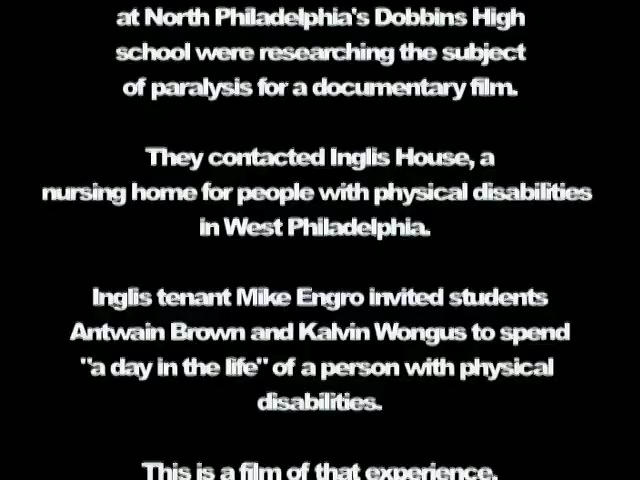 at North Philadelphia's Dobbins High
school were researching the subject
of paralysis for a documentary film.
They contacted Inglis House, a
nursing home for people with physical disabilities
in West Philadelphia.
Inglis tenant Mike Engro invited students
Antwain Brown and Kalvin Wongus to spend
"a day in the life" of a person with physical
disabilities.
This is a film of that experience.